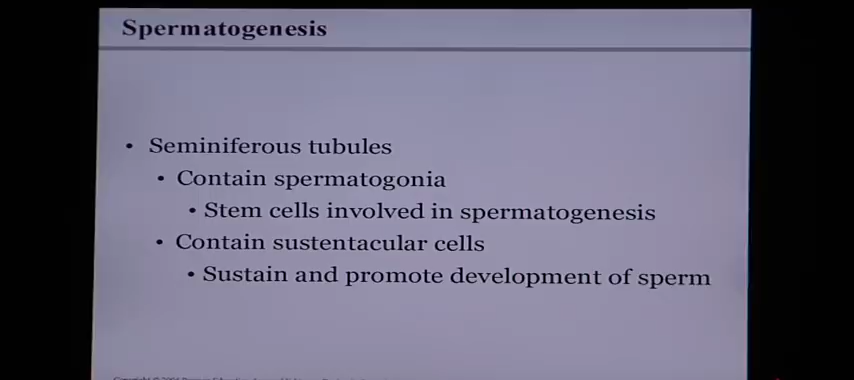 Spermatogenesis
• Seminiferous tubules
• Contain spermatogonia
• Stem cells involved in spermatogenesis
• Contain sustentacular cells
• Sustain and promote development of sperm